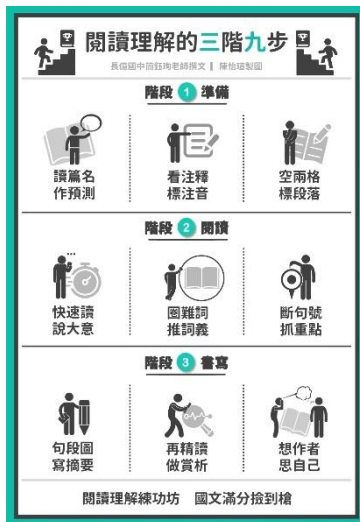 閱讀理解的三階九步
長億國中簡鈺珣老師撰文 | 陳怡瑄製圖
階段 1 準備
讀篇名
作預測
看注釋
標注音
空兩格
標段落
階段 2 閱讀
快速讀
說大意
圈難詞
推詞義
斷句號
抓重點
階段 3 書寫
句段圖
寫摘要
再精讀
做賞析
想作者
思自己
閱讀理解練功坊 國文滿分撿到槍